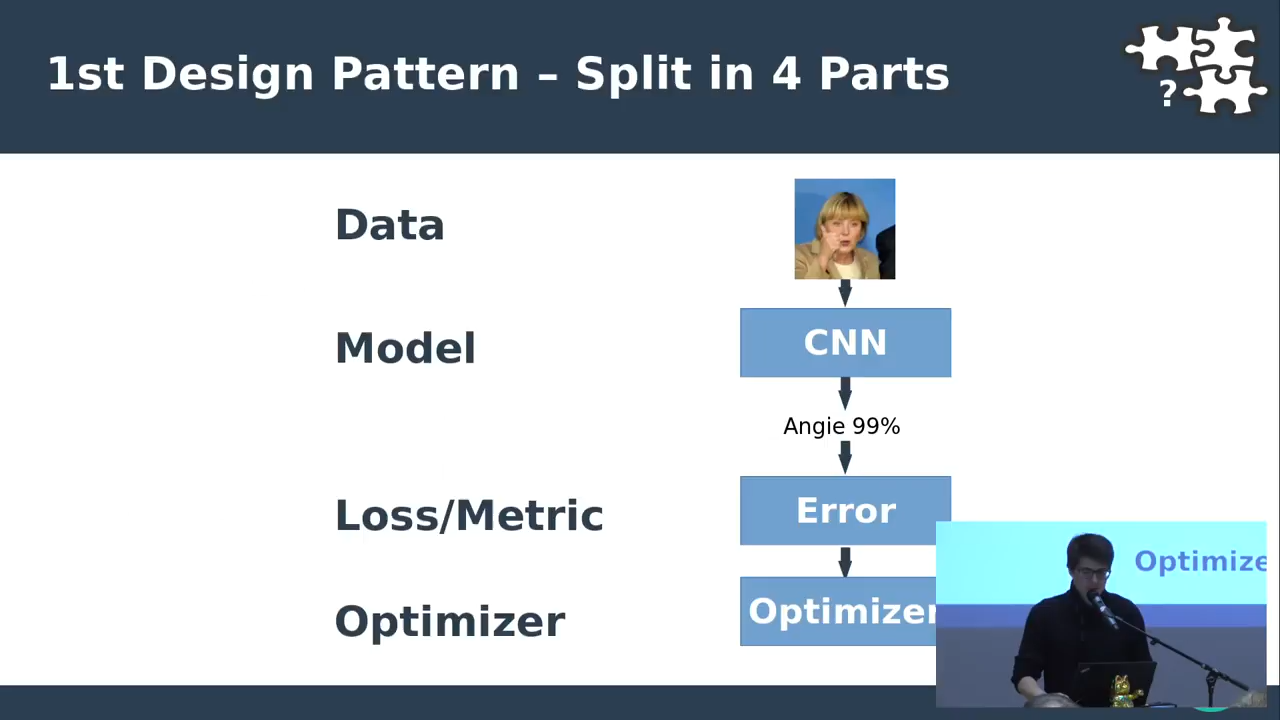 1st Design Pattern – Split in 4 Parts
?
Data
Model
CNN
Angie 99%
Loss/Metric
Error
Optimizer
Optimizer
Optimize